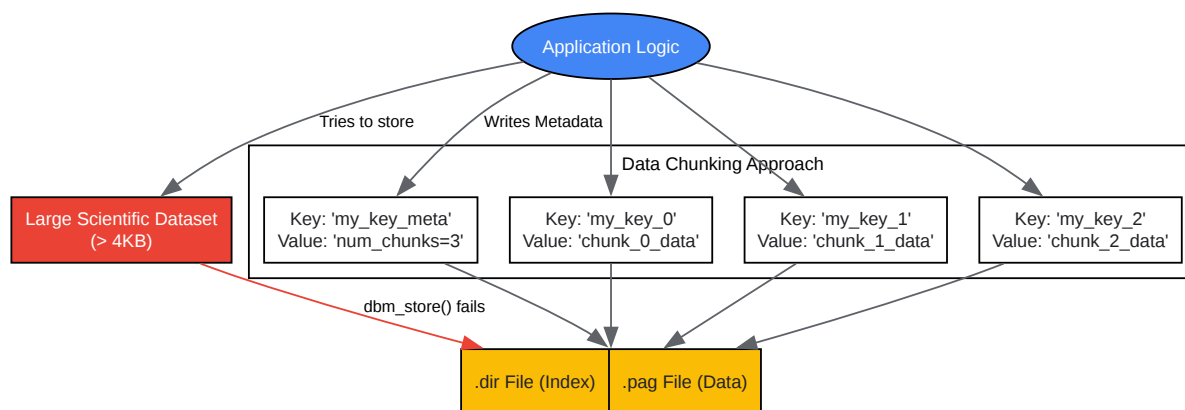 Application Logic
Tries to store
Writes Metadata
Data Chunking Approach
Large Scientific Dataset
(> 4KB)
Key: 'my_key_meta'
Value: 'num_chunks=3'
Key: 'my_key_0'
Value: 'chunk_0_data'
Key: 'my_key_1'
Value: 'chunk_1_data'
Key: 'my_key_2'
Value: 'chunk_2_data'
dbm_store() fails
.dir File (Index)
.pag File (Data)